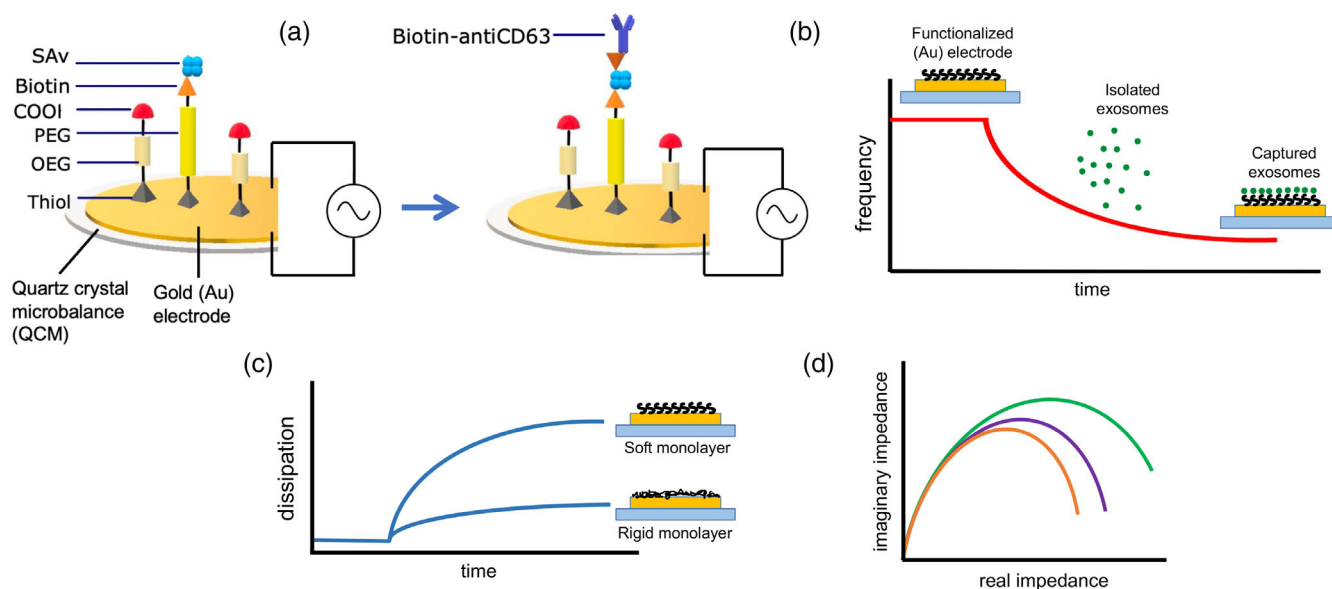 (a)
SAv
Biotin
COOI
PEG
OEG
Thiol
Quartz crystal
microbalance
(QCM)
Gold (Au)
electrode
Biotin-antiCD63
(b)
Functionalized
(Au) electrode
Isolated
exosomes
Captured
exosomes
frequency
time
(c)
dissipation
Soft monolayer
Rigid monolayer
time
(d)
imaginary impedance
real impedance